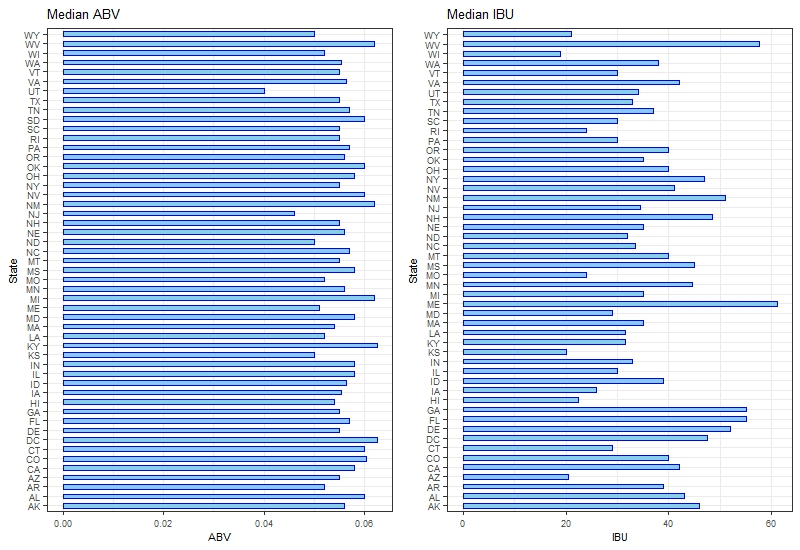 Median ABV
State
WY
WV
WI
WA
VT
VA
UT
TX
TN
SD
SC
RI
PA
OR
OK
OH
NY
NV
NM
NJ
NH
NE
ND
NC
MT
MS
MO
MN
MI
ME
MD
MA
LA
KY
KS
IN
IL
ID
IA
HI
GA
FL
DE
DC
CT
CO
CA
AZ
AR
AL
AK
0.00 0.02 0.04 0.06
ABV
Median IBU
State
WY
WV
WI
WA
VT
VA
UT
TX
TN
SC
RI
PA
OR
OK
OH
NY
NV
NM
NJ
NH
NE
ND
NC
MT
MS
MO
MN
MI
ME
MD
MA
LA
KY
KS
IN
IL
ID
IA
HI
GA
FL
DE
DC
CT
CO
CA
AZ
AR
AL
AK
0 20 40 60
IBU